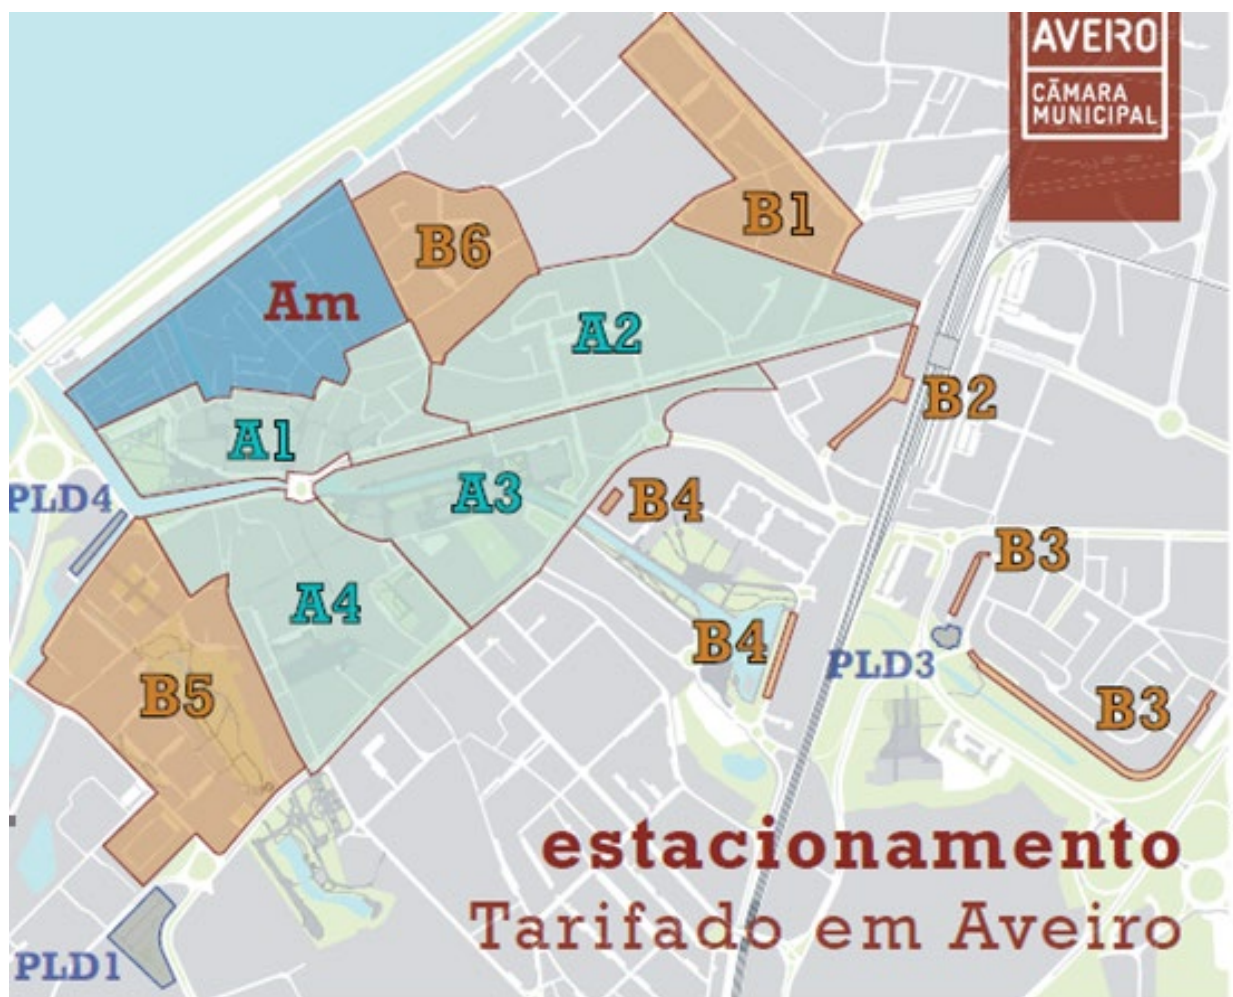 AVEIRO
CÂMARA
MUNICIPAL
B1
B6
Am
A2
B2
A1
PLD4
A3
B4
B3
A4
B4
PLD3
B5
B3
estacionamento
Tarifado em Aveiro
PLD1